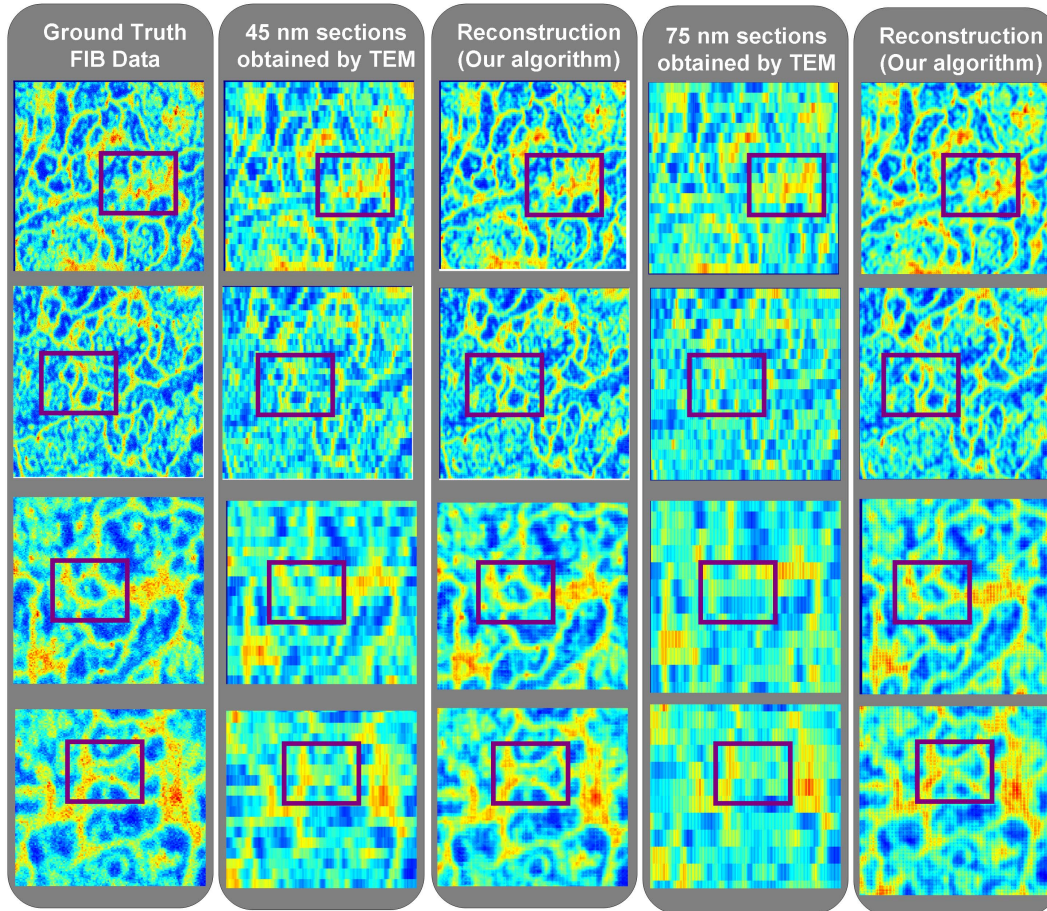 Ground Truth
FIB Data
45 nm sections
obtained by TEM
Reconstruction
(Our algorithm)
75 nm sections
obtained by TEM
Reconstruction
(Our algorithm)